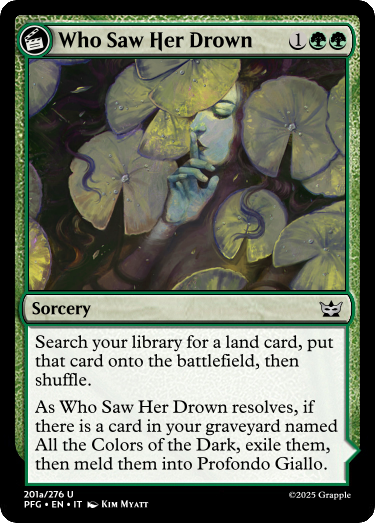 Who Saw Her Drown 1
Sorcery
Search your library for a land card, put
that card onto the battlefield, then
shuffle.
As Who Saw Her Drown resolves, if
there is a card in your graveyard named
All the Colors of the Dark, exile them,
then meld them into Profondo Giallo.
201a/276 U
PFG • EN • IT Kim Myatt
©2025 Grapple